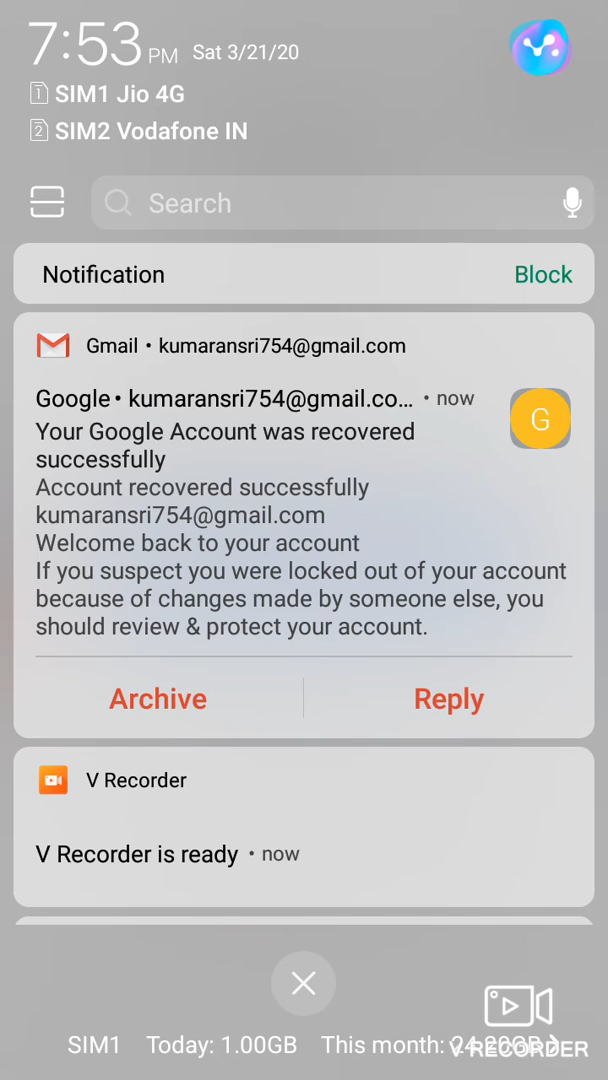 7:53 PM Sat 3/21/20
1 SIM1 Jio 4G
2 SIM2 Vodafone IN
Search
Notification Block
Gmail • kumaransri754@gmail.com
Google • kumaransri754@gmail.co... • now
G
Your Google Account was recovered
successfully
Account recovered successfully
kumaransri754@gmail.com
Welcome back to your account
If you suspect you were locked out of your account
because of changes made by someone else, you
should review & protect your account.
Archive Reply
V Recorder
V Recorder is ready • now
SIM1 Today: 1.00GB This month:
V RECORDER